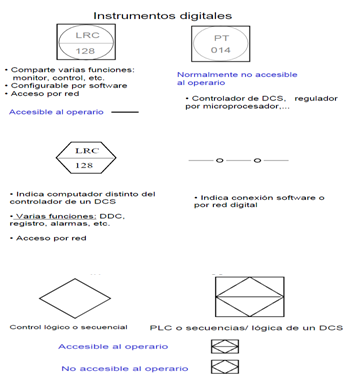 Instrumentos digitales
LRC
128
PT
014
• Comparte varias funciones:
monitor, control, etc.
• Configurable por software
• Acceso por red
Accesible al operario
Normalmente no accesible
al operario
• Controlador de DCS, regulador
por microprocesador,...
LRC
128
• Indica computador distinto del
controlador de un DCS
• Varias funciones: DDC,
registro, alarmas, etc.
• Acceso por red
• Indica conexión software o
por red digital
Control lógico o secuencial
PLC o secuencias/ lógica de un DCS
Accesible al operario
No accesible al operario